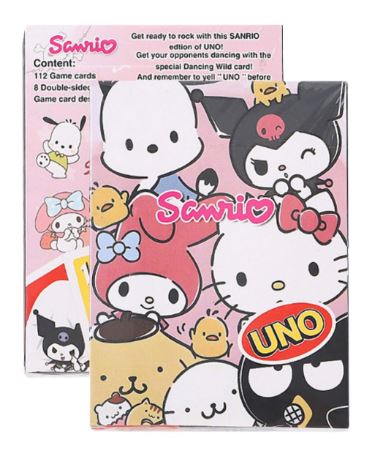 Sanrio
Get ready to rock with this SANRIO
edtion of UNO!
Content:
Get your opponents dancing with the
112 Game cards
special Dancing Wild card!
8 Double-sided
And remember to yell ¨UNO¨ before
Game card des
Sanrio
UNO